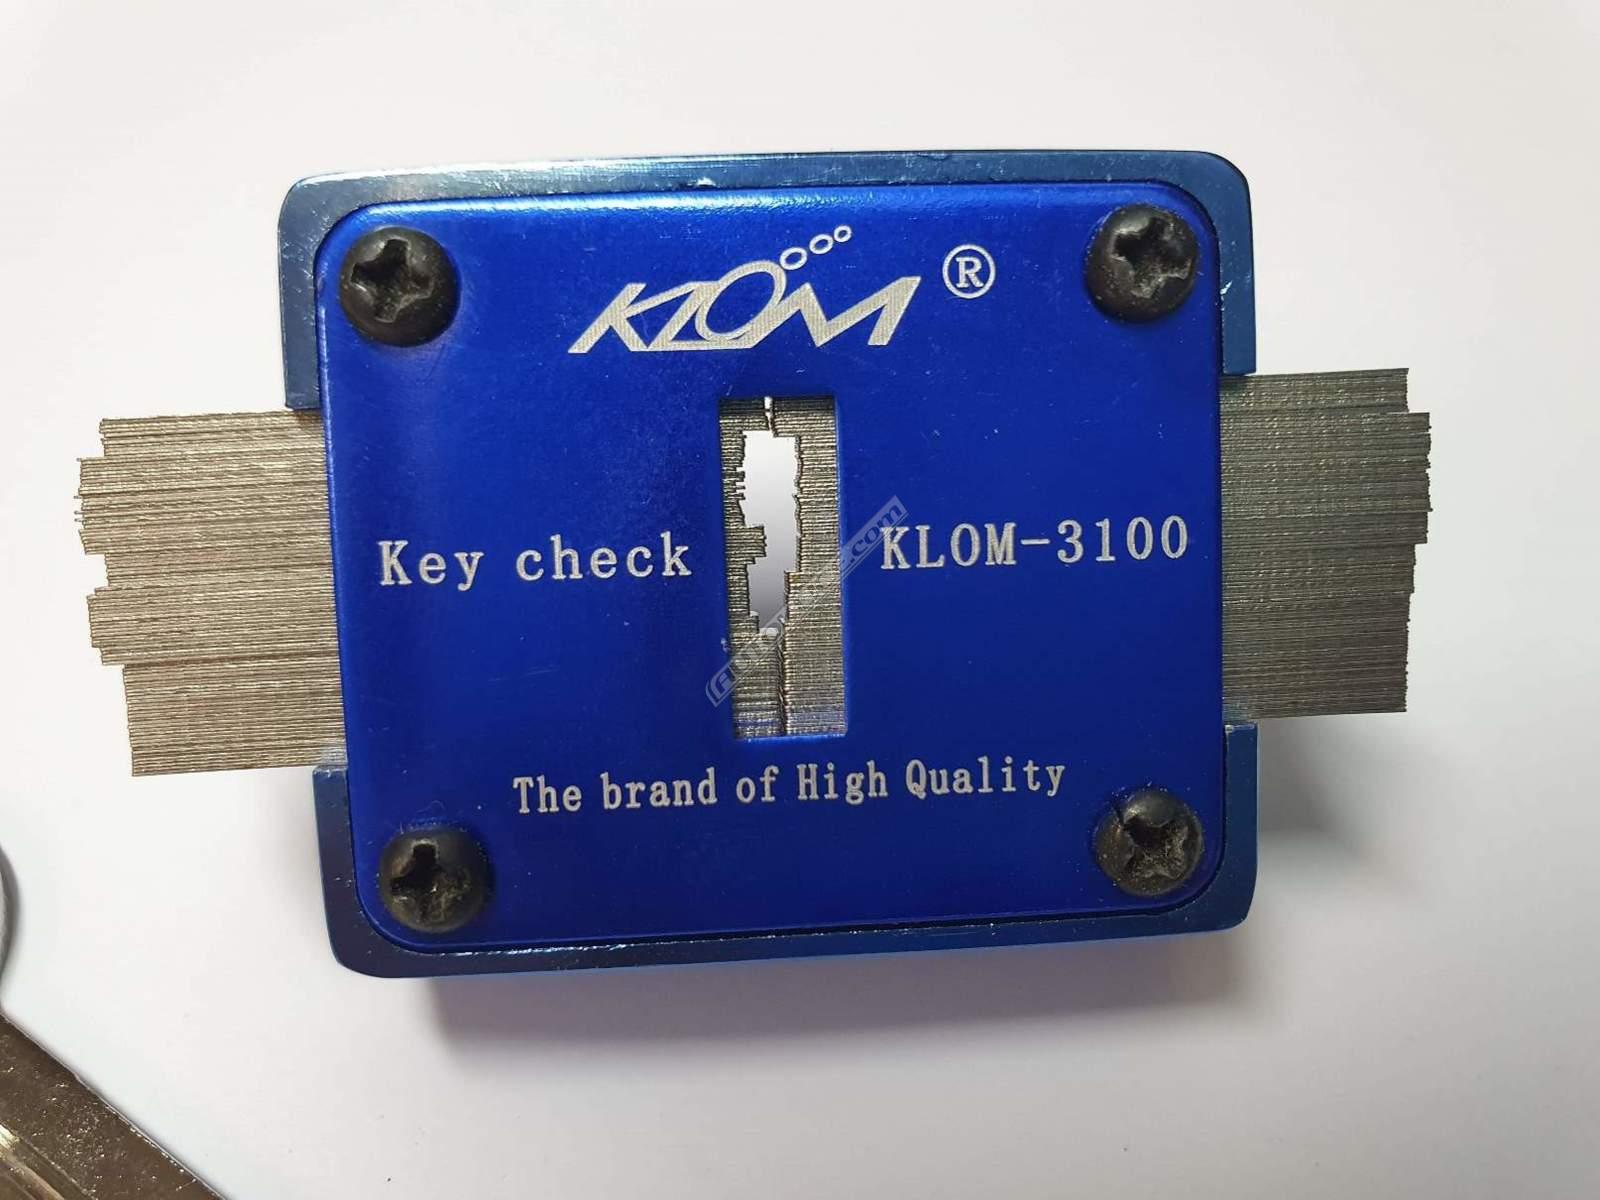 KLOM®
Key check
KLOM-3100
The brand of High Quality